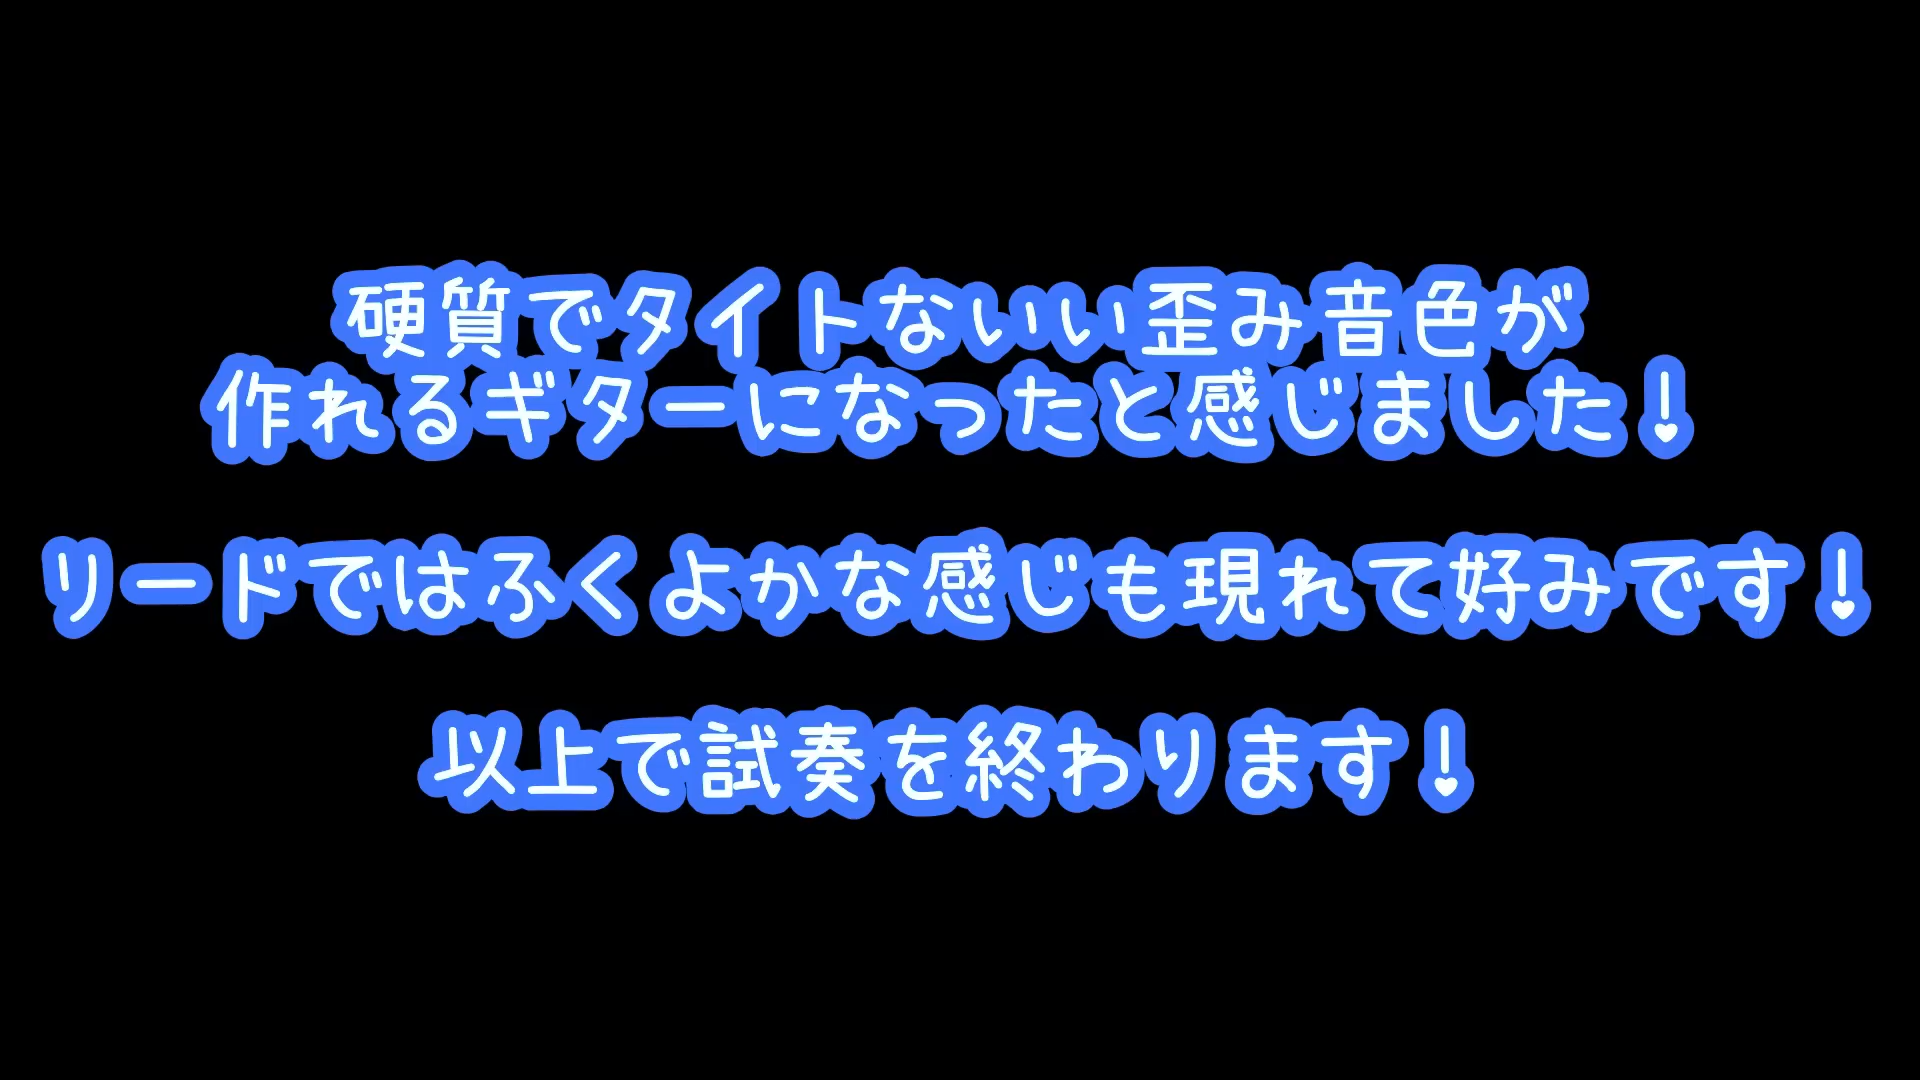 硬質でタイトないい歪み音色が
作れるギターになったと感じました！
リードではふくよかな感じも現れて好みです！
以上で試奏を終わります！